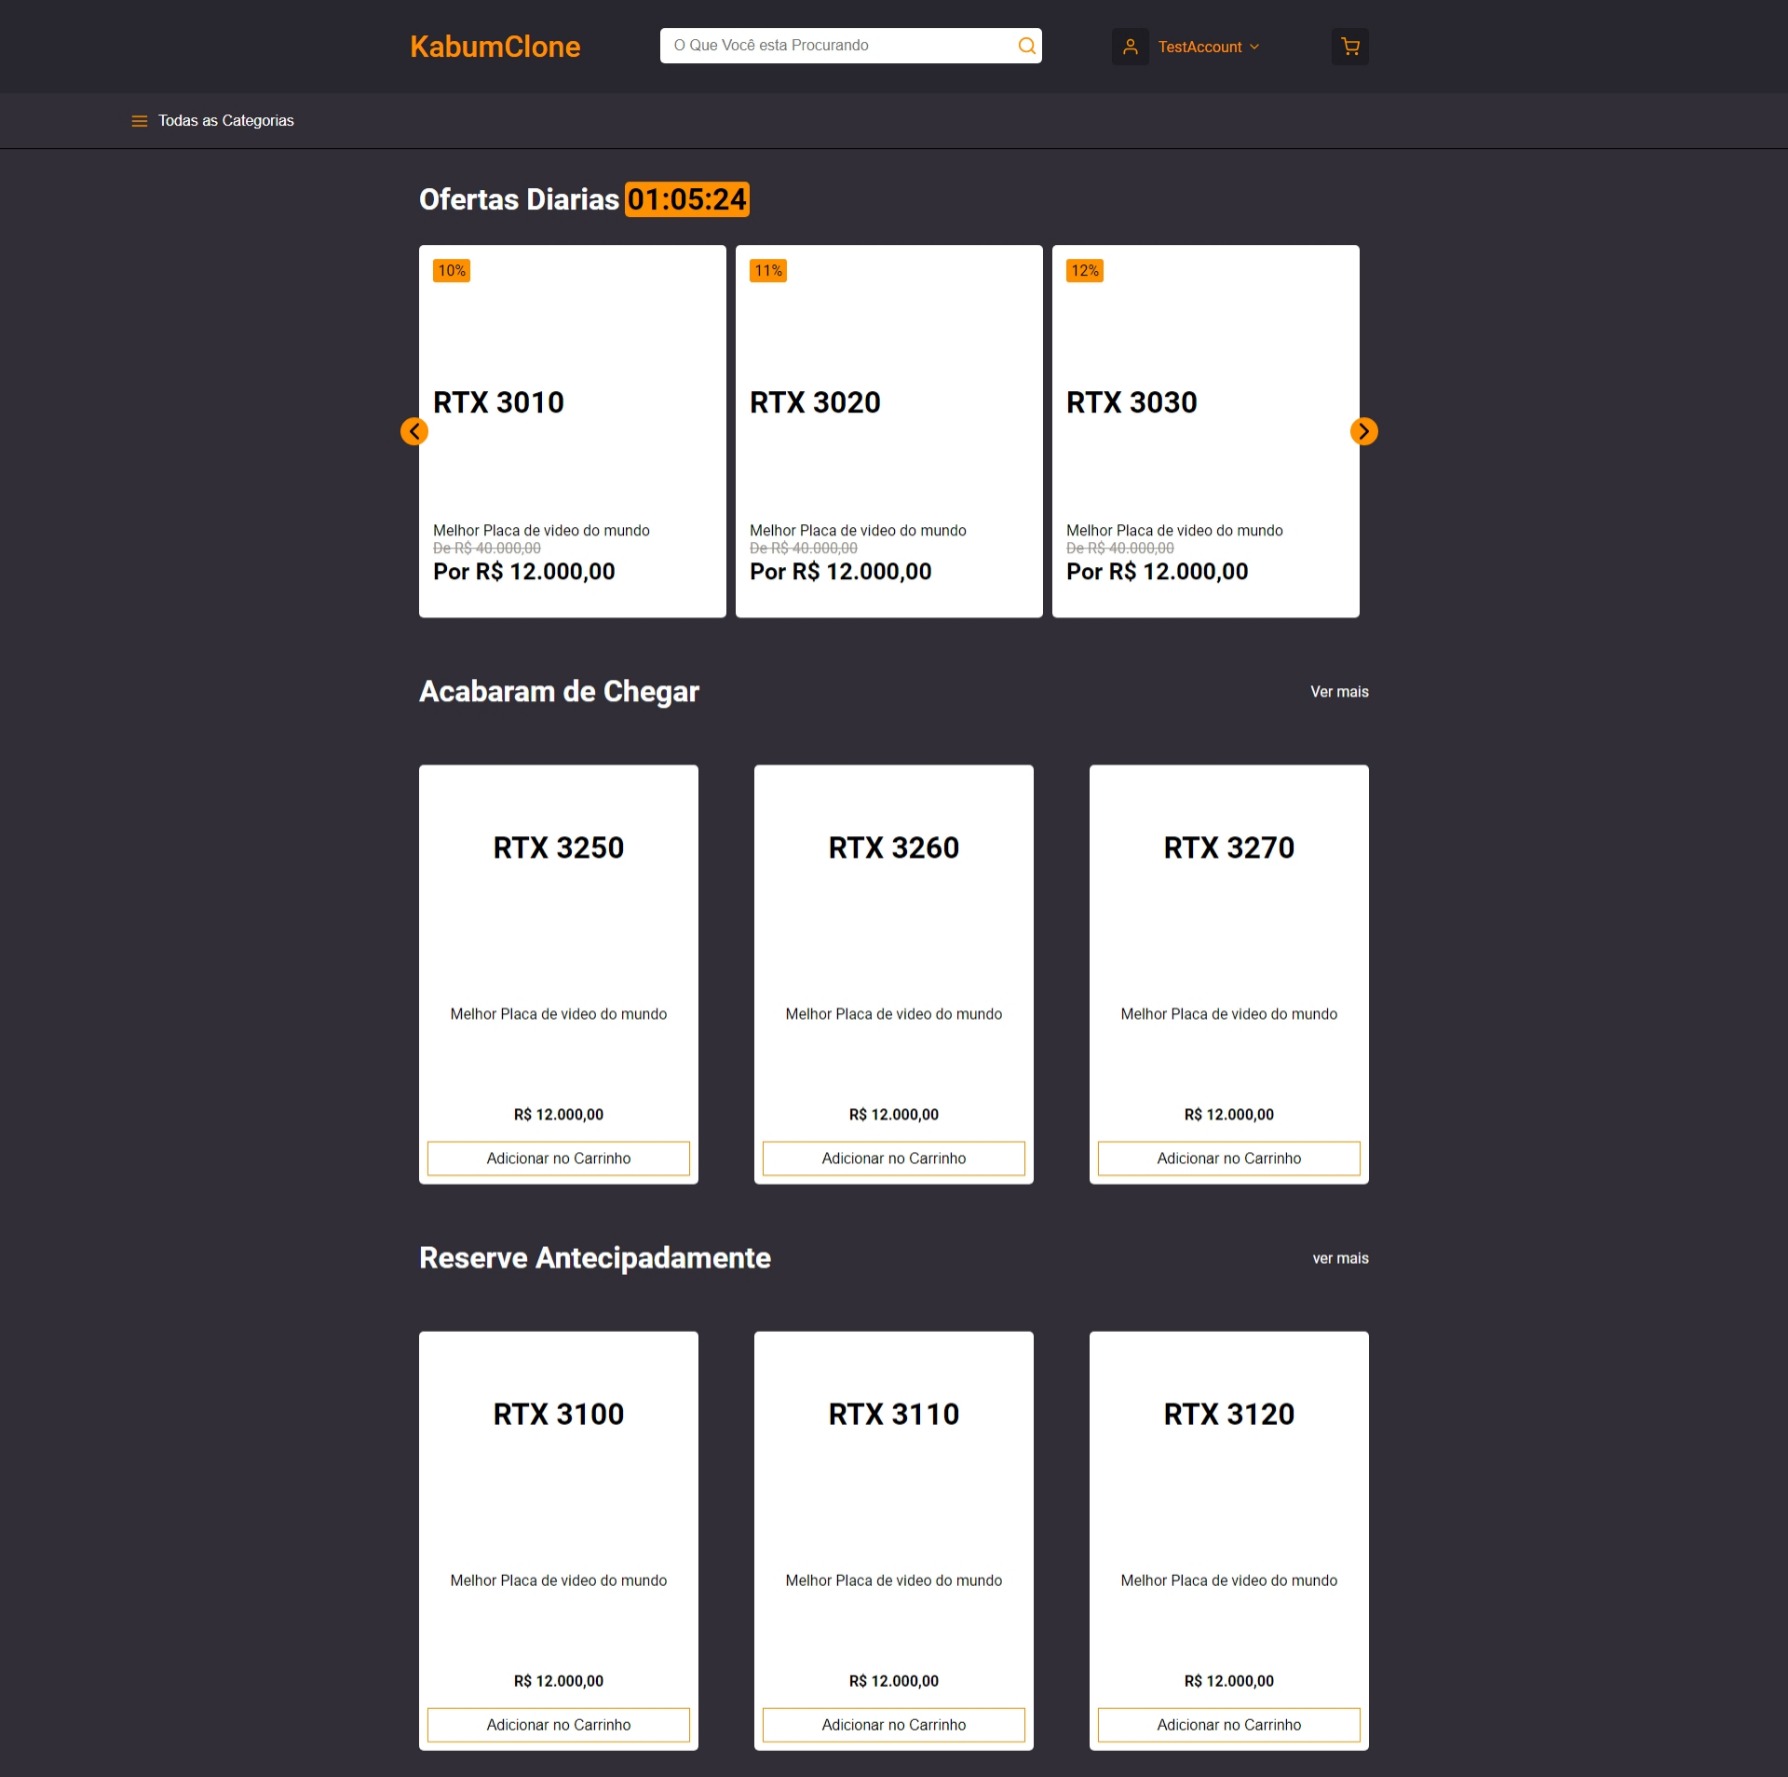 KabumClone
O Que Você esta Procurando
TestAccount
Todas as Categorias
Ofertas Diarias 01:05:24
10%
RTX 3010
Melhor Placa de video do mundo
De R$ 40.000,00
Por R$ 12.000,00
11%
RTX 3020
Melhor Placa de video do mundo
De R$ 40.000,00
Por R$ 12.000,00
12%
RTX 3030
Melhor Placa de video do mundo
De R$ 40.000,00
Por R$ 12.000,00
Acabaram de Chegar
Ver mais
RTX 3250
Melhor Placa de video do mundo
R$ 12.000,00
Adicionar no Carrinho
RTX 3260
Melhor Placa de video do mundo
R$ 12.000,00
Adicionar no Carrinho
RTX 3270
Melhor Placa de video do mundo
R$ 12.000,00
Adicionar no Carrinho
Reserve Antecipadamente
ver mais
RTX 3100
Melhor Placa de video do mundo
R$ 12.000,00
Adicionar no Carrinho
RTX 3110
Melhor Placa de video do mundo
R$ 12.000,00
Adicionar no Carrinho
RTX 3120
Melhor Placa de video do mundo
R$ 12.000,00
Adicionar no Carrinho